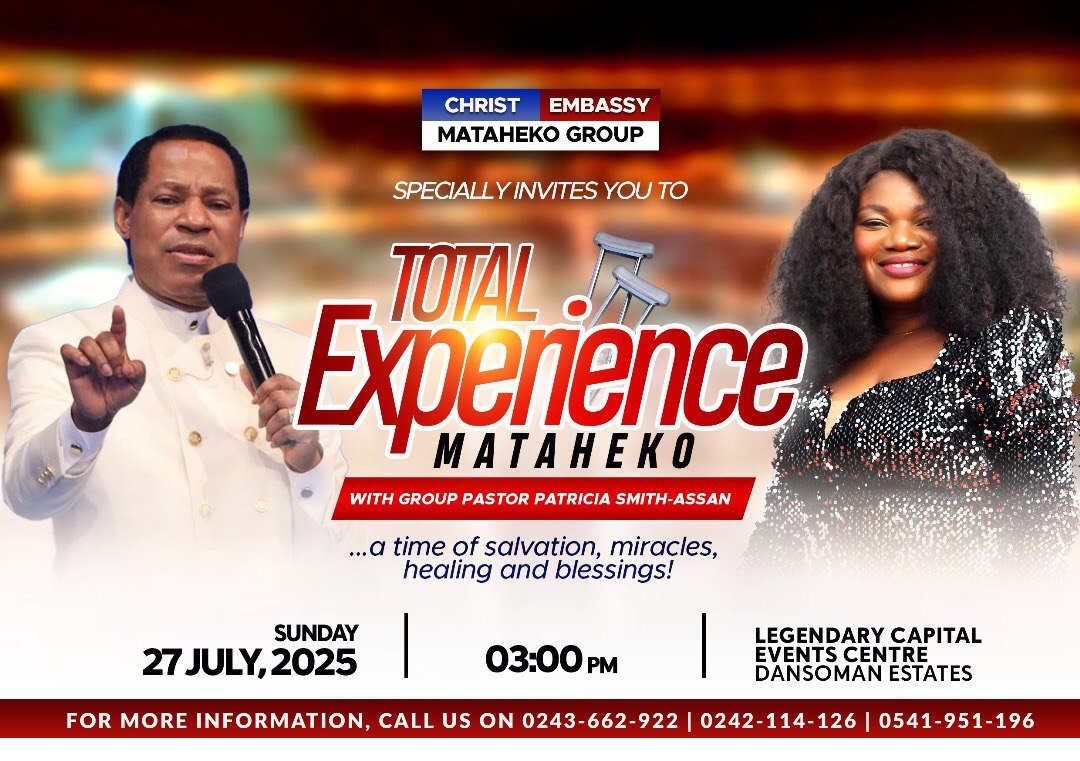 CHRIST EMBASSY
MATAHEKO GROUP
SPECIALLY INVITES YOU TO
TOTAL
Experience
MATAHEKO
WITH GROUP PASTOR PATRICIA SMITH-ASSAN
...a time of salvation, miracles,
healing and blessings!
SUNDAY
27 JULY, 2025
03:00 PM
LEGENDARY CAPITAL
EVENTS CENTRE
DANSOMAN ESTATES
FOR MORE INFORMATION, CALL US ON 0243-662-922 | 0242-114-126 | 0541-951-196